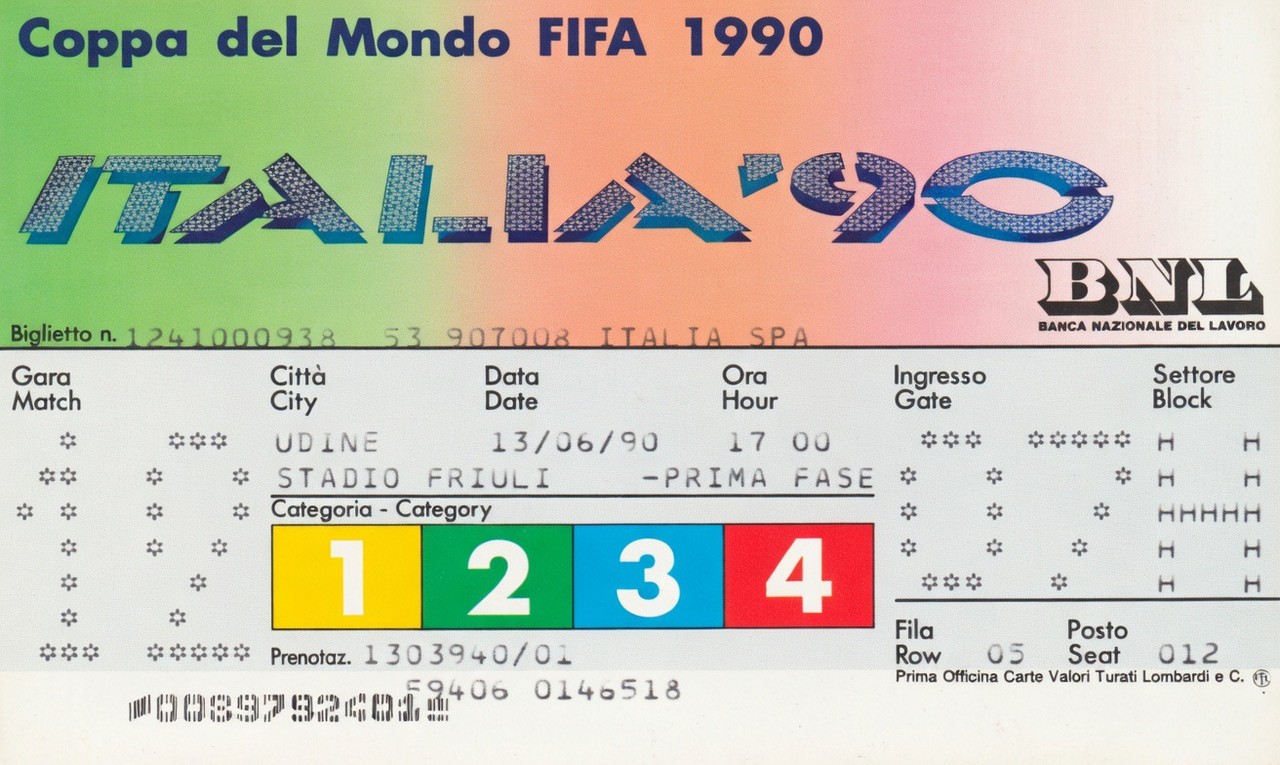 Coppa del Mondo FIFA 1990
ITALIA '90
BNL
BANCA NAZIONALE DEL LAVORO
Biglietto n. 1241000938 53 907008 ITALIA SPA
Gara
Match
12
Città
City
UDINE
Data
Date
13/06/90
Ora
Hour
17 00
STADIO FRIULI -PRIMA FASE
Ingresso
Gate
07
Settore
Block
H
Categoria - Category
1 2 3 4
Prenotaz. 1303940/01
59406 0146518
Fila
Row 05
Posto
Seat 012
Prima Officina Carte Valori Turati Lombardi e C.